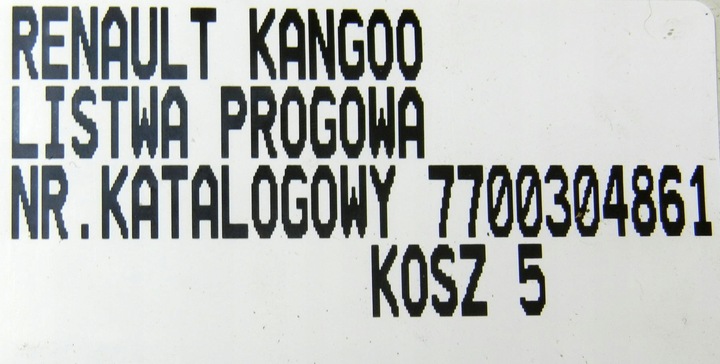 RENAULT KANGOO
LISTWA PROGOWA
NR.KATALOGOWY 7700304861
KOSZ 5